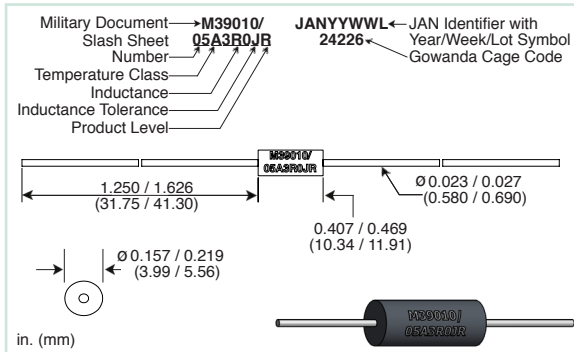 Military Document M39010/ JANYYWWL JAN Identifier with
Slash Sheet 05A3R0JR 24226 Year/Week/Lot Symbol
Number Gowanda Cage Code
Temperature Class
Inductance
Inductance Tolerance
Product Level
M39010/
05A3R0JR
1.250 / 1.626
(31.75 / 41.30)
Ø 0.023 / 0.027
(0.580 / 0.690)
0.407 / 0.469
(10.34 / 11.91)
Ø 0.157 / 0.219
(3.99 / 5.56)
in. (mm)
M39010/
05A3R0JR